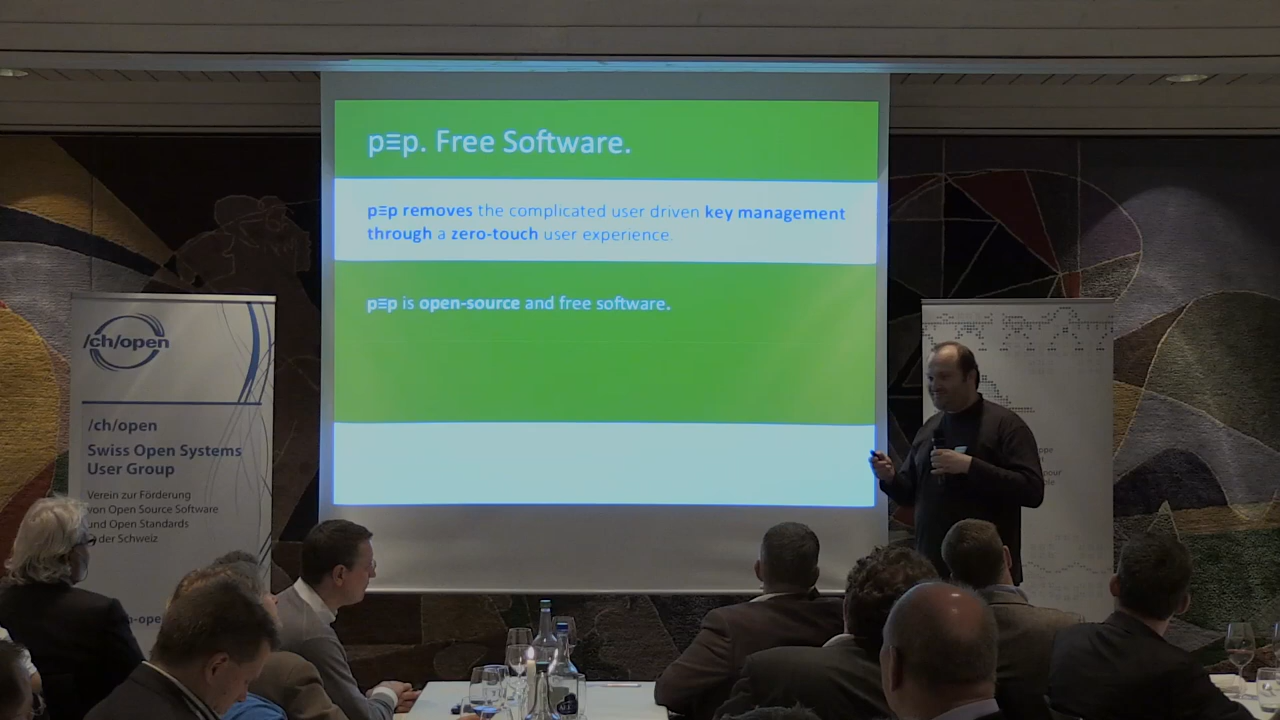 p≡p. Free Software.
p≡p removes the complicated user driven key management
through a zero-touch user experience.
p≡p is open-source and free software.
/ch/open
/ch/open
Swiss Open Systems
User Group
Verein zur Förderung
von Open Source Software
und Open Standards
der Schweiz